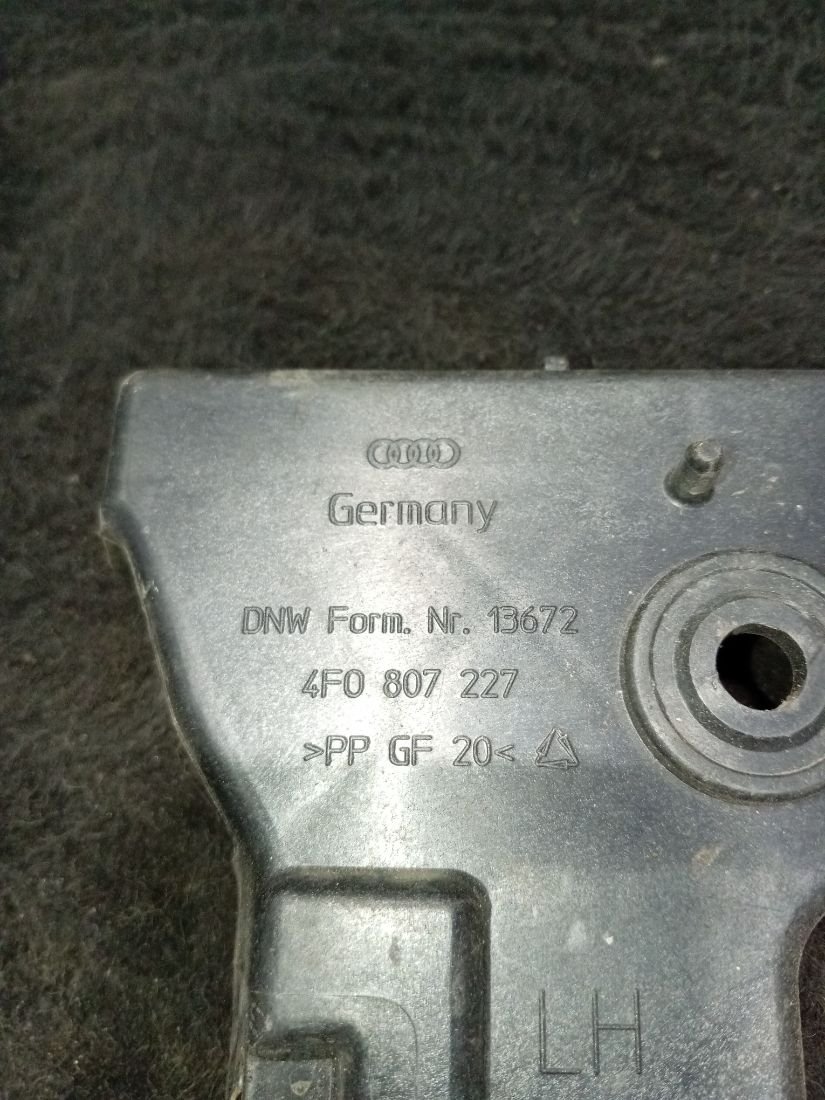 Germany
DNW Form. Nr. 13672
4F0 807 227
>PP GF 20<
LH